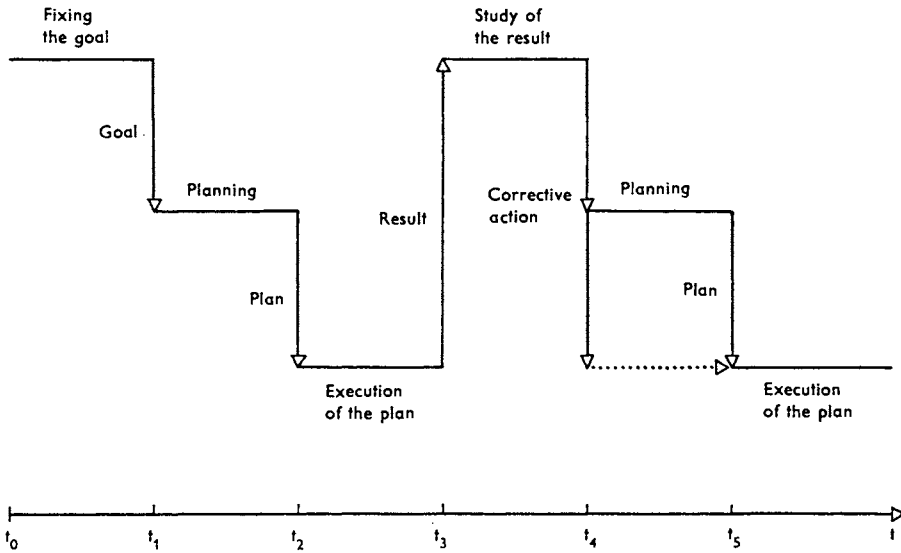 Fixing
the goal
Study of
the result
Goal
Planning
Corrective
action
Planning
Result
Plan
Plan
Execution
of the plan
Execution
of the plan
t0
t1
t2
t3
t4
t5
t